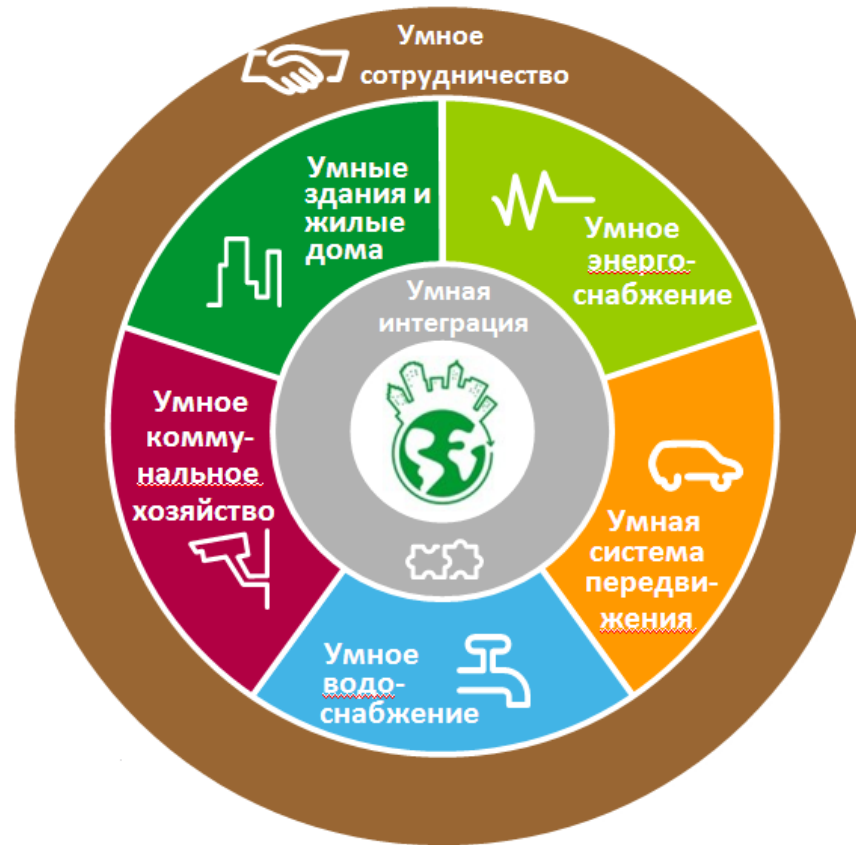 Умное
сотрудничество
Умные
здания и
жилые
дома
Умное
энерго-
снабжение
Умная
интеграция
Умное
комму-
нальное
хозяйство
Умная
система
передви-
жения
Умное
водо-
снабжение